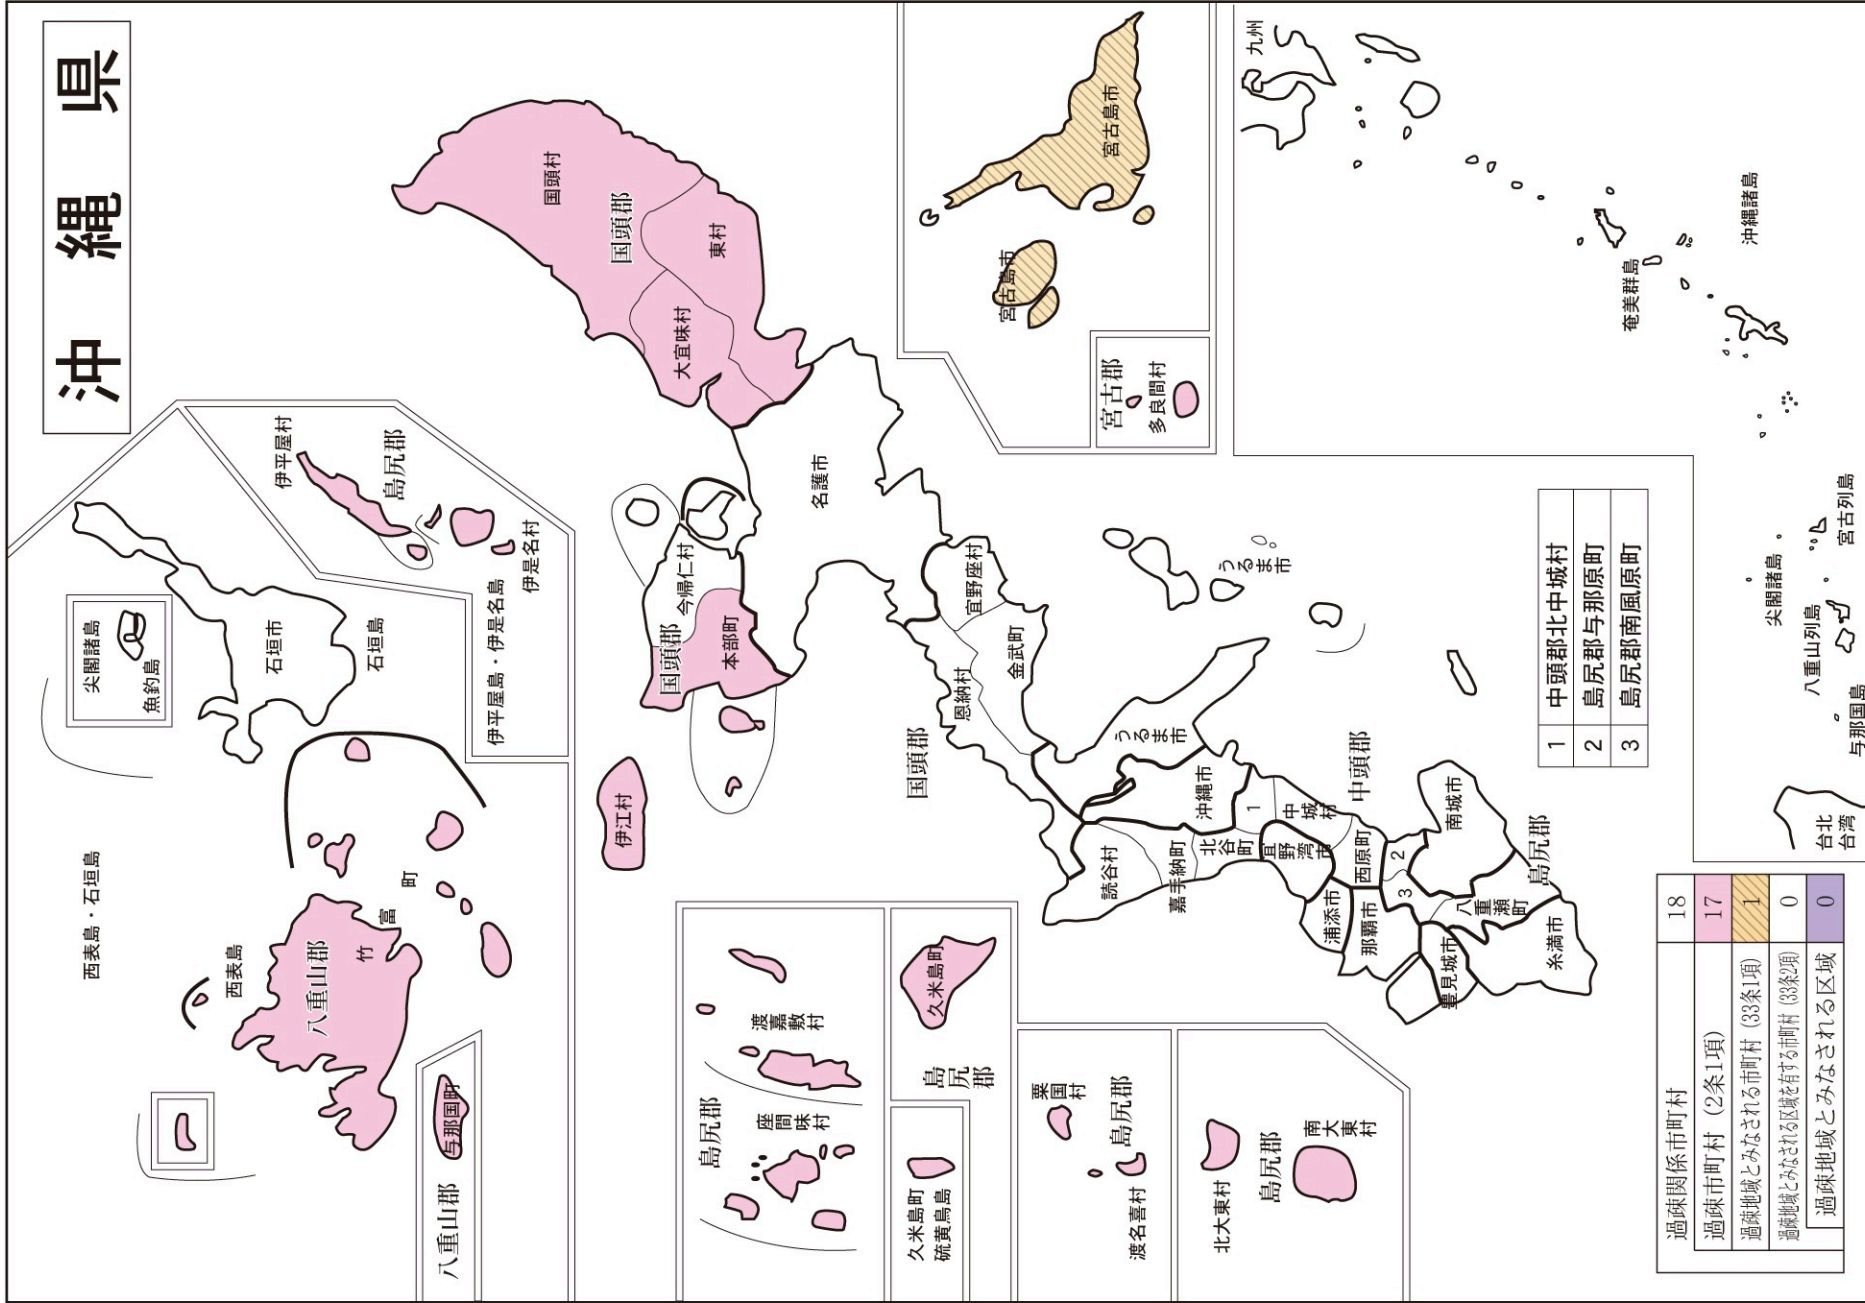 沖縄県
尖閣諸島
魚釣島
石垣市
石垣島
西表島・石垣島
西表島
八重山郡
竹富町
八重山郡
与那国町
伊平屋村
島尻郡
伊是名村
伊平屋島・伊是名島
国頭村
国頭郡
東村
大宜味村
名護市
今帰仁村
国頭郡
本部町
伊江村
宜野座村
金武町
恩納村
国頭郡
うるま市
うるま市
沖縄市
読谷村
嘉手納町
北谷町
1
中城村
宜野湾市
中頭郡
西原町
浦添市
那覇市
2
3
南城市
島尻郡
八重瀬町
豊見城市
糸満市
宮古島市
宮古島市
宮古郡
多良間村
島尻郡
渡嘉敷村
座間味村
久米島町
島尻郡
久米島町
硫黄鳥島
粟国村
島尻郡
渡名喜村
北大東村
島尻郡
南大東村
1 中頭郡北中城村
2 島尻郡与那原町
3 島尻郡南風原町
九州
奄美群島
沖縄諸島
尖閣諸島
宮古列島
八重山列島
与那国島
台北
台湾
過疎関係市町村 18
過疎市町村（2条1項） 17
過疎地域とみなされる市町村（33条1項） 1
過疎地域とみなされる区域を有する市町村（33条2項） 0
過疎地域とみなされる区域 0